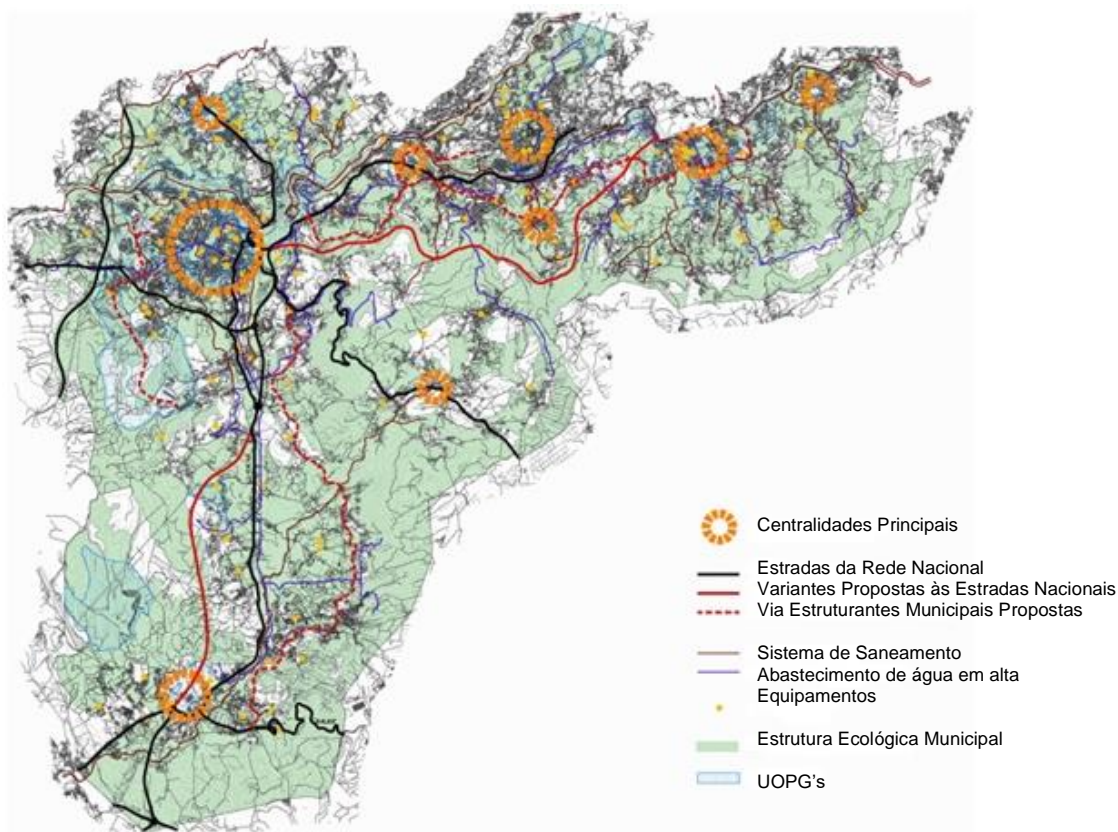 Centralidades Principais
Estradas da Rede Nacional
Variantes Propostas às Estradas Nacionais
Via Estruturantes Municipais Propostas
Sistema de Saneamento
Abastecimento de água em alta
Equipamentos
Estrutura Ecológica Municipal
UOPG's